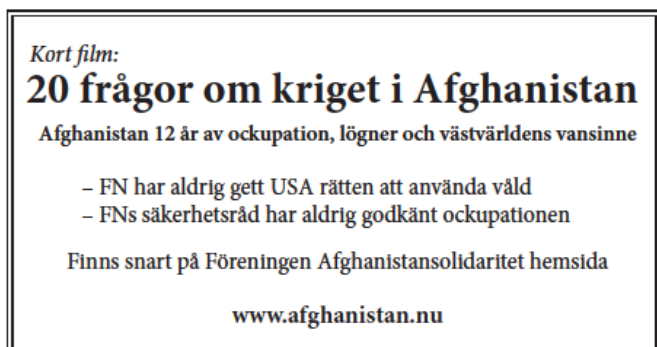 Kort film:
20 frågor om kriget i Afghanistan
Afghanistan 12 år av ockupation, lögner och västvärldens vansinne
– FN har aldrig gett USA rätten att använda våld
– FNs säkerhetsråd har aldrig godkänt ockupationen
Finns snart på Föreningen Afghanistansolidaritet hemsida
www.afghanistan.nu